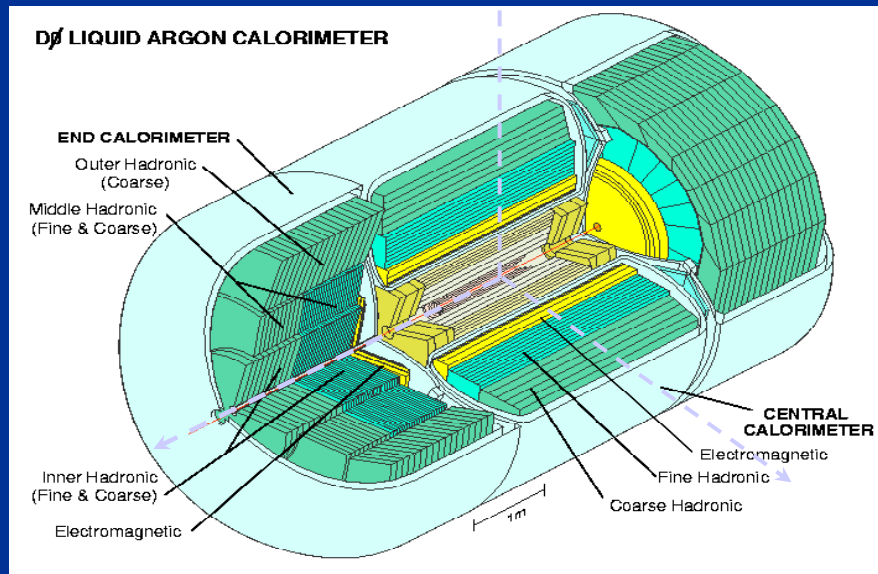 DØ LIQUID ARGON CALORIMETER
END CALORIMETER
Outer Hadronic
(Coarse)
Middle Hadronic
(Fine & Coarse)
Inner Hadronic
(Fine & Coarse)
Electromagnetic
1m
CENTRAL
CALORIMETER
Electromagnetic
Fine Hadronic
Coarse Hadronic